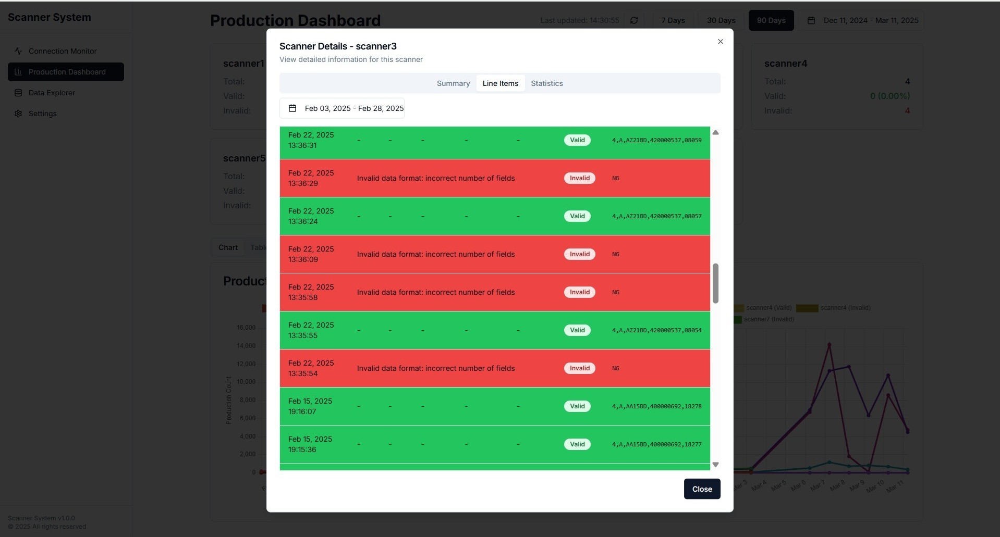 Scanner System
Connection Monitor
Production Dashboard
Data Explorer
Settings
Scanner System v1.0.0
© 2025 All rights reserved
Production Dashboard
Last updated: 14:30:55
7 Days
30 Days
90 Days
Dec 11, 2024 - Mar 11, 2025
scanner1
Total:
Valid:
Invalid:
scanner4
Total: 4
Valid: 0 (0.00%)
Invalid: 4
scanner5
Total:
Valid:
Invalid:
Chart
Scanner Details - scanner3
View detailed information for this scanner
Summary
Line Items
Statistics
Feb 03, 2025 - Feb 28, 2025
Feb 22, 2025
13:36:31
- - - - - Valid 4,A,AZ21BD,420000537,08059
Feb 22, 2025
13:36:29
Invalid data format: incorrect number of fields Invalid NG
Feb 22, 2025
13:36:24
- - - - - Valid 4,A,AZ21BD,420000537,08057
Feb 22, 2025
13:36:09
Invalid data format: incorrect number of fields Invalid NG
Feb 22, 2025
13:35:58
Invalid data format: incorrect number of fields Invalid NG
Feb 22, 2025
13:35:55
- - - - - Valid 4,A,AZ21BD,420000537,08054
Feb 22, 2025
13:35:54
Invalid data format: incorrect number of fields Invalid NG
Feb 15, 2025
19:16:07
- - - - - Valid 4,A,AA15BD,400000692,18278
Feb 15, 2025
19:15:36
- - - - - Valid 4,A,AA15BD,400000692,18277
Close
scanner4 (Valid)
scanner4 (Invalid)
scanner7 (Invalid)
Production Count
16,000
14,000
12,000
10,000
8,000
6,000
4,000
2,000
0
Mar 3
Mar 4
Mar 5
Mar 6
Mar 7
Mar 8
Mar 9
Mar 10
Mar 11